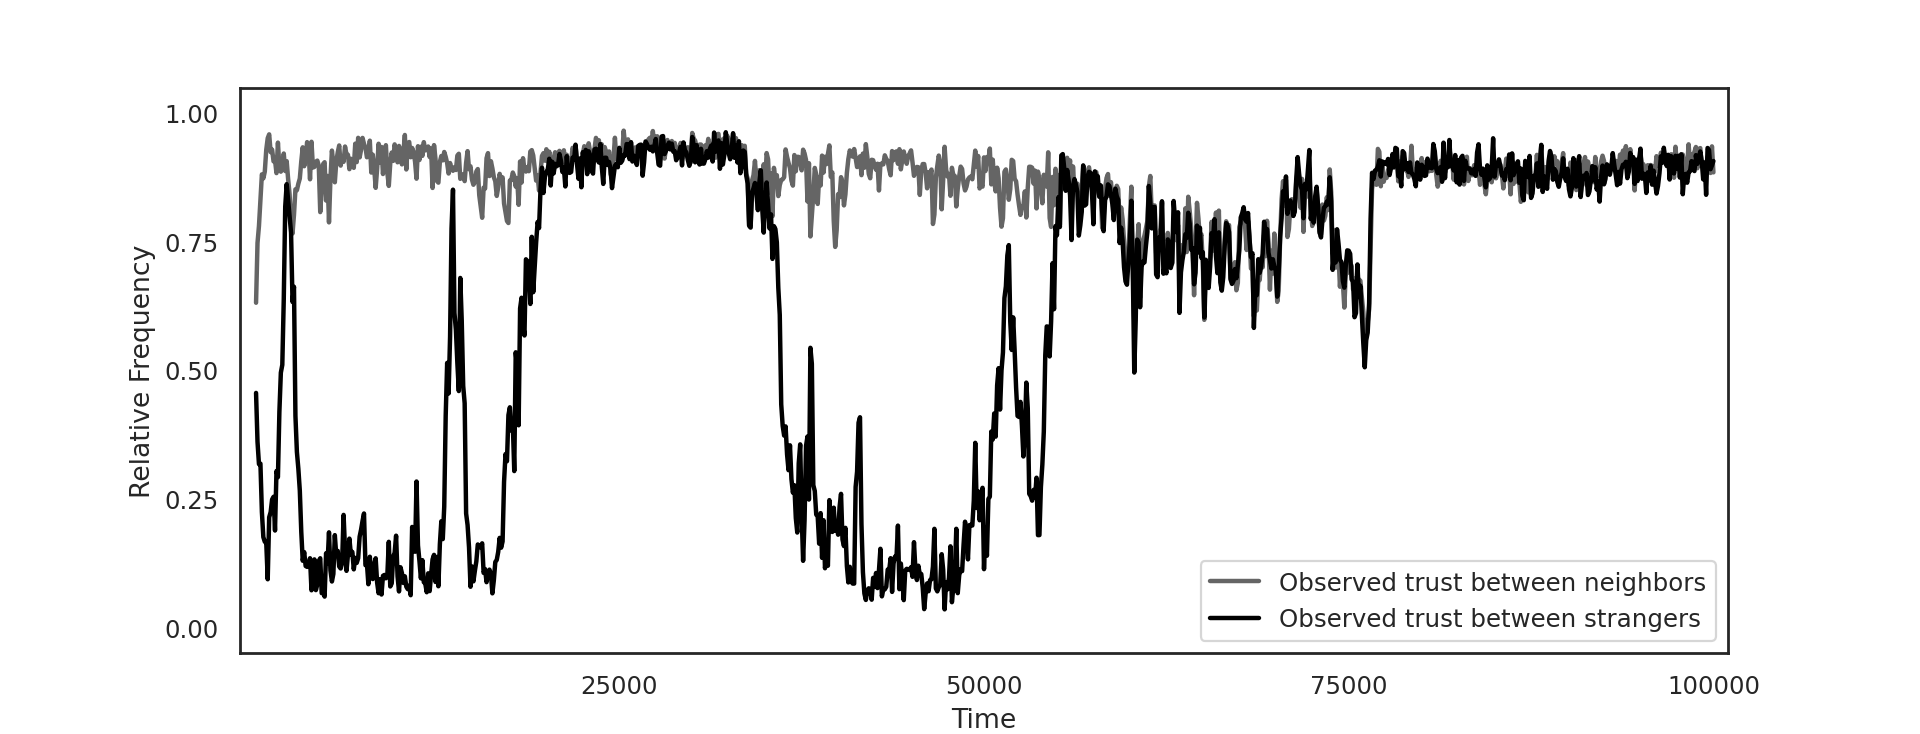 1.00
0.75
0.50
0.25
0.00
Relative Frequency
25000
50000
75000
100000
Time
Observed trust between neighbors
Observed trust between strangers